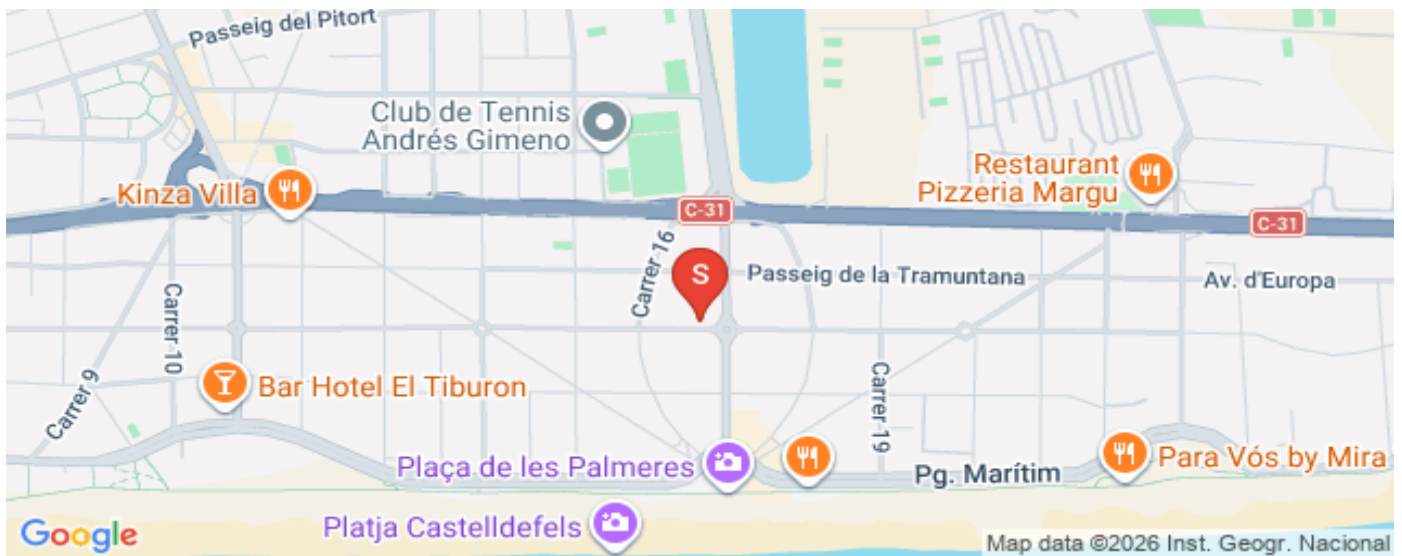 Passeig del Pitort
Club de Tennis
Andrés Gimeno
Restaurant
Pizzeria Margu
Kinza Villa
C-31
C-31
Carrer 16
S
Passeig de la Tramuntana
Av. d'Europa
Carrer 10
Carrer 9
Bar Hotel El Tiburon
Carrer 19
Plaça de les Palmeres
Pg. Marítim
Para Vós by Mira
Platja Castelldefels
Google
Map data ©2026 Inst. Geogr. Nacional